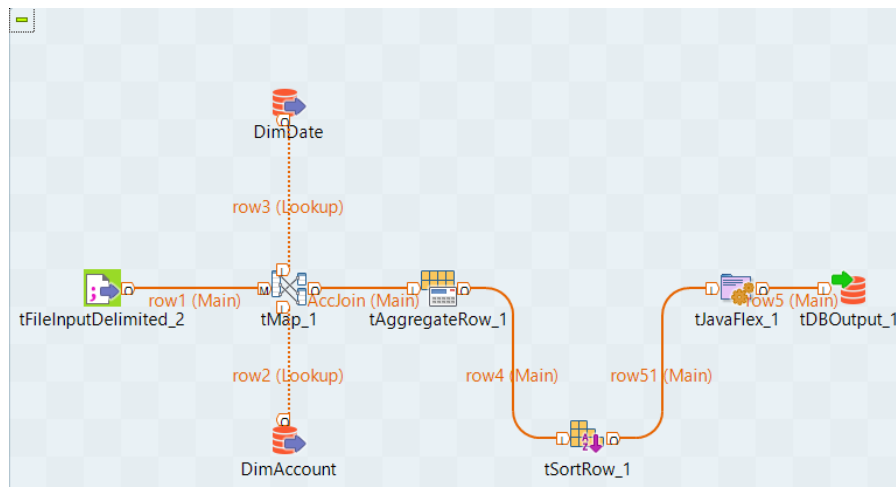 DimDate
row3 (Lookup)
row1 (Main)
AccJoin (Main)
row5 (Main)
tFileInputDelimited_2
tMap_1
tAggregateRow_1
tJavaFlex_1
tDBOutput_1
row2 (Lookup)
row4 (Main)
row51 (Main)
DimAccount
tSortRow_1